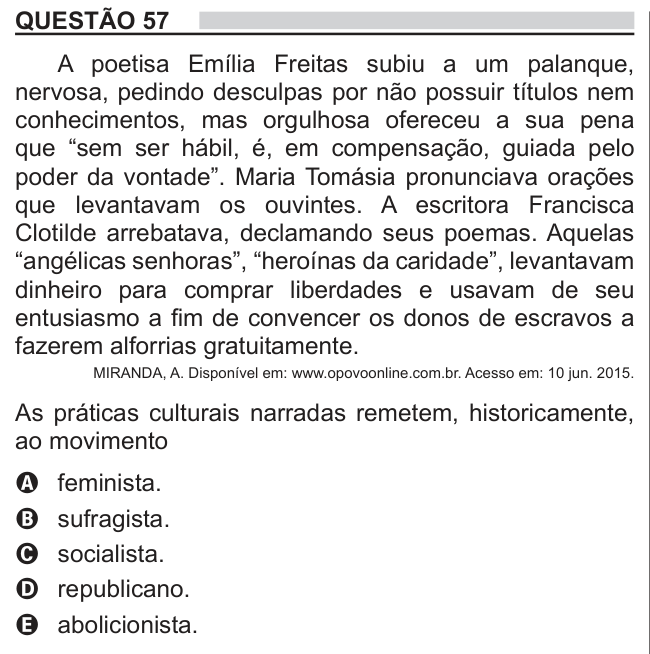 QUESTÃO 57
A poetisa Emília Freitas subiu a um palanque,
nervosa, pedindo desculpas por não possuir títulos nem
conhecimentos, mas orgulhosa ofereceu a sua pena
que “sem ser hábil, é, em compensação, guiada pelo
poder da vontade”. Maria Tomásia pronunciava orações
que levantavam os ouvintes. A escritora Francisca
Clotilde arrebatava, declamando seus poemas. Aquelas
“angélicas senhoras”, “heroínas da caridade”, levantavam
dinheiro para comprar liberdades e usavam de seu
entusiasmo a fim de convencer os donos de escravos a
fazerem alforrias gratuitamente.
MIRANDA, A. Disponível em: www.opovoonline.com.br. Acesso em: 10 jun. 2015.
As práticas culturais narradas remetem, historicamente,
ao movimento
A feminista.
B sufragista.
C socialista.
D republicano.
E abolicionista.